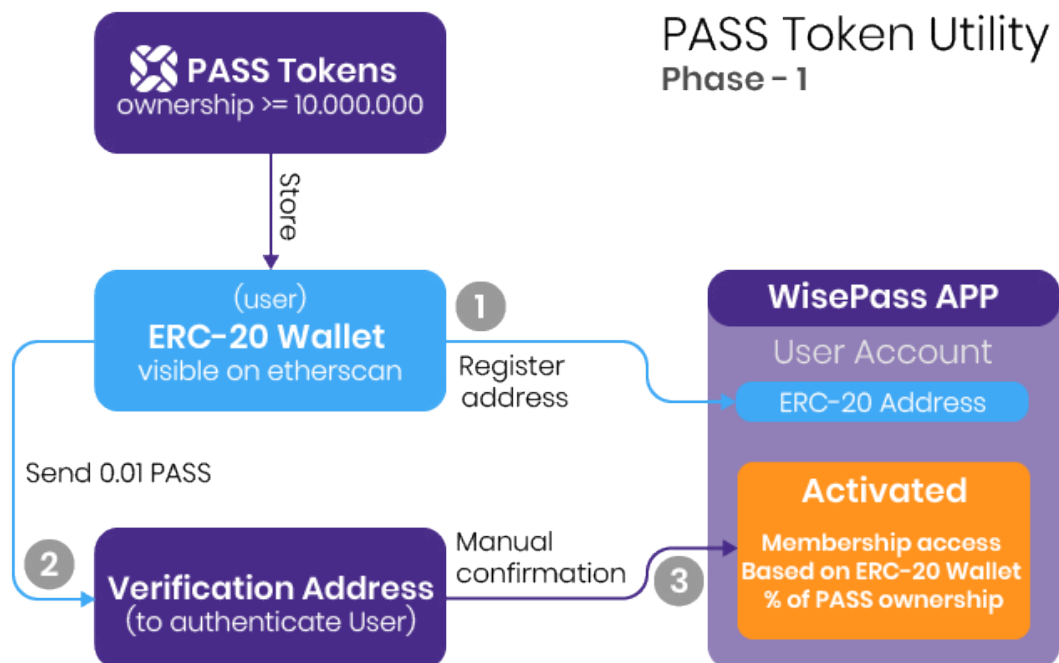 PASS Token Utility
Phase - 1
PASS Tokens
ownership >= 10.000.000
Store
(user)
ERC-20 Wallet
visible on etherscan
1
Register
address
WisePass APP
User Account
ERC-20 Address
Send 0.01 PASS
2
Verification Address
(to authenticate User)
Manual
confirmation
3
Activated
Membership access
Based on ERC-20 Wallet
% of PASS ownership